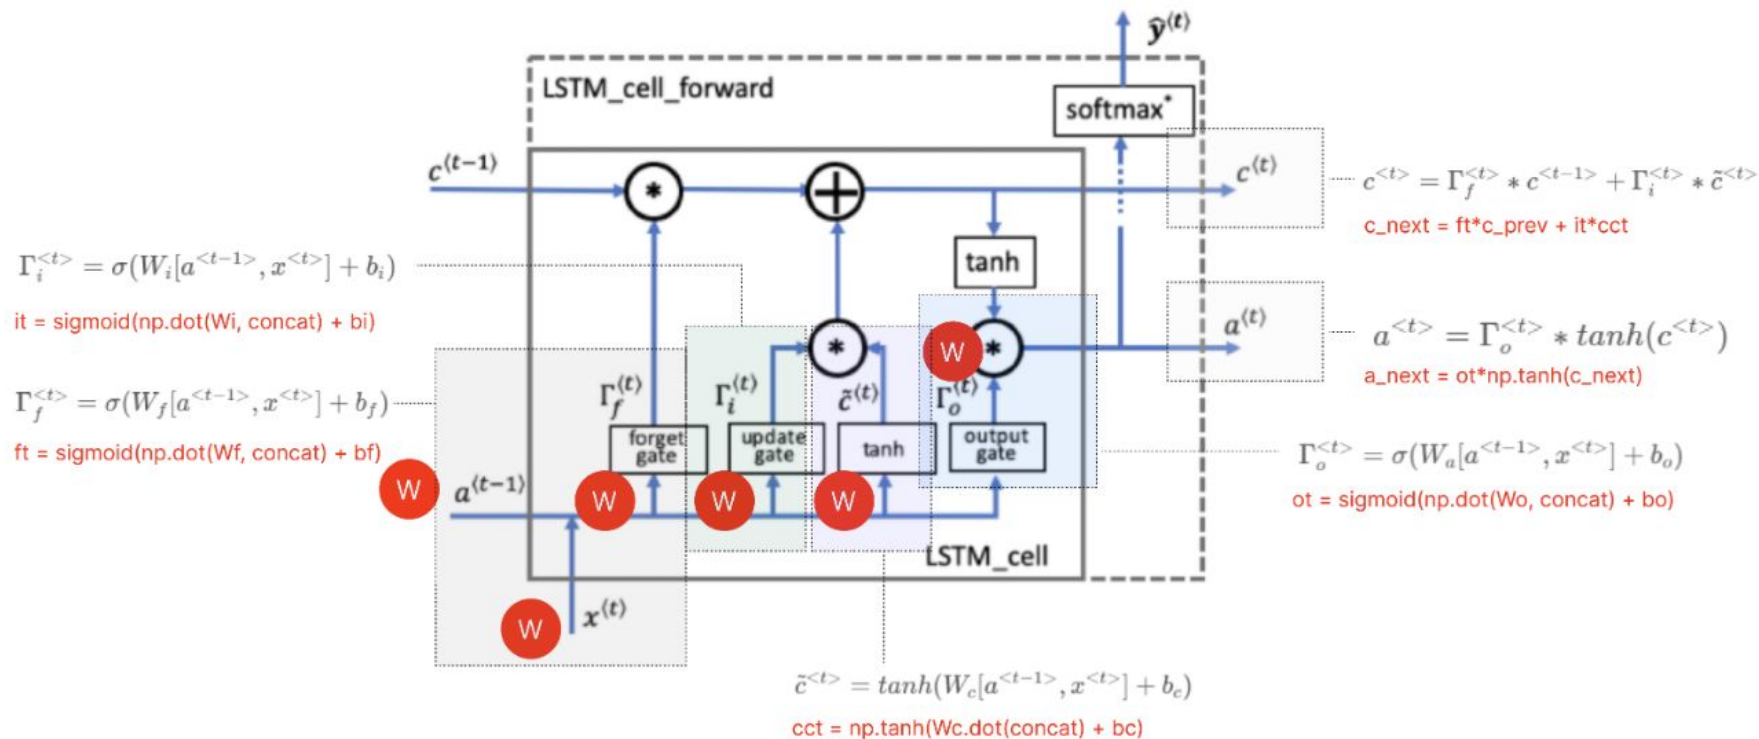 ŷ⟨t⟩
LSTM_cell_forward
softmax*
c⟨t−1⟩
*
+
c⟨t⟩
c<t> = Γf<t> * c<t−1> + Γi<t> * c̃<t>
c_next = ft*c_prev + it*cct
tanh
Γi<t> = σ(Wi[a<t−1>, x<t>] + bi)
it = sigmoid(np.dot(Wi, concat) + bi)
*
W
*
a⟨t⟩
a<t> = Γo<t> * tanh(c<t>)
a_next = ot*np.tanh(c_next)
Γf<t> = σ(Wf[a<t−1>, x<t>] + bf)
ft = sigmoid(np.dot(Wf, concat) + bf)
Γf⟨t⟩
Γi⟨t⟩
c̃⟨t⟩
Γo⟨t⟩
forget
gate
update
gate
tanh
output
gate
Γo<t> = σ(Wa[a<t−1>, x<t>] + bo)
ot = sigmoid(np.dot(Wo, concat) + bo)
W
a⟨t−1⟩
W
W
W
LSTM_cell
W
x⟨t⟩
c̃<t> = tanh(Wc[a<t−1>, x<t>] + bc)
cct = np.tanh(Wc.dot(concat) + bc)